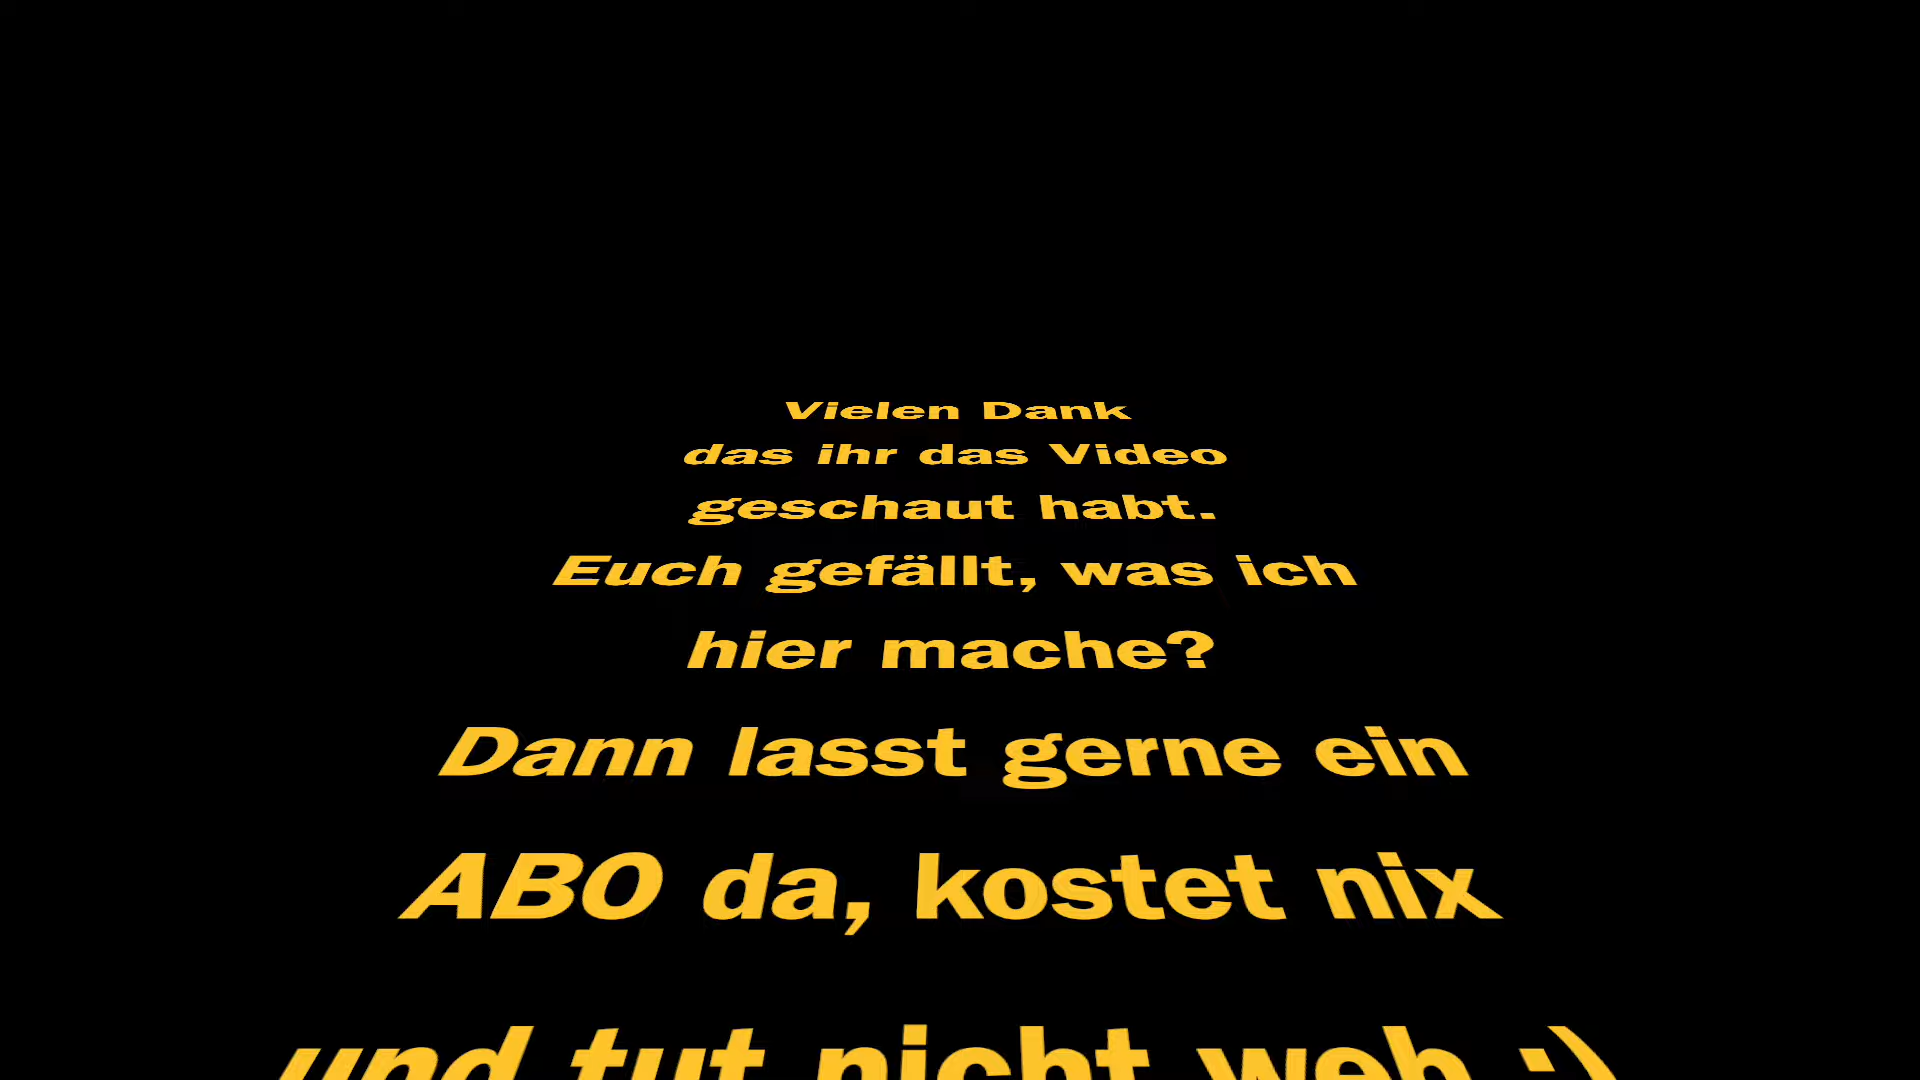 Vielen Dank
das ihr das Video
geschaut habt.
Euch gefällt, was ich
hier mache?
Dann lasst gerne ein
ABO da, kostet nix
und tut nicht weh :)